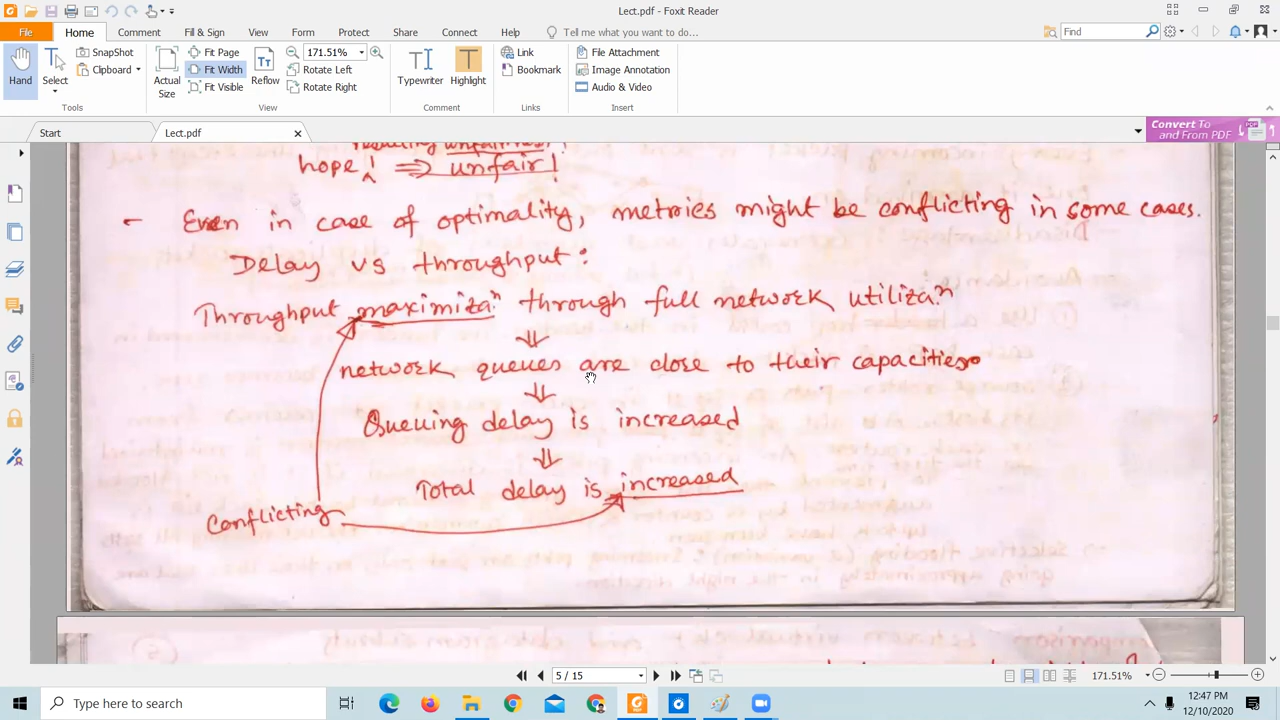 Lect.pdf - Foxit Reader
File Home Comment Fill & Sign View Form Protect Share Connect Help Tell me what you want to do... Find
Hand Select SnapShot Clipboard Actual Size Fit Page Fit Width Fit Visible Reflow 171.51% Rotate Left Rotate Right Typewriter Highlight Link Bookmark File Attachment Image Annotation Audio & Video
Tools View Comment Links Insert
Start Lect.pdf Convert To and From PDF
resulting unfairness!
hope! ⇒ unfair!
- Even in case of optimality, metrics might be conflicting in some cases.
Delay vs throughput:
Throughput maximizaⁿ through full network utilizaⁿ
⇓
network queues are close to their capacities.
⇓
Queuing delay is increased
⇓
Total delay is increased
Conflicting
5 / 15 171.51%
Type here to search 12:47 PM
12/10/2020